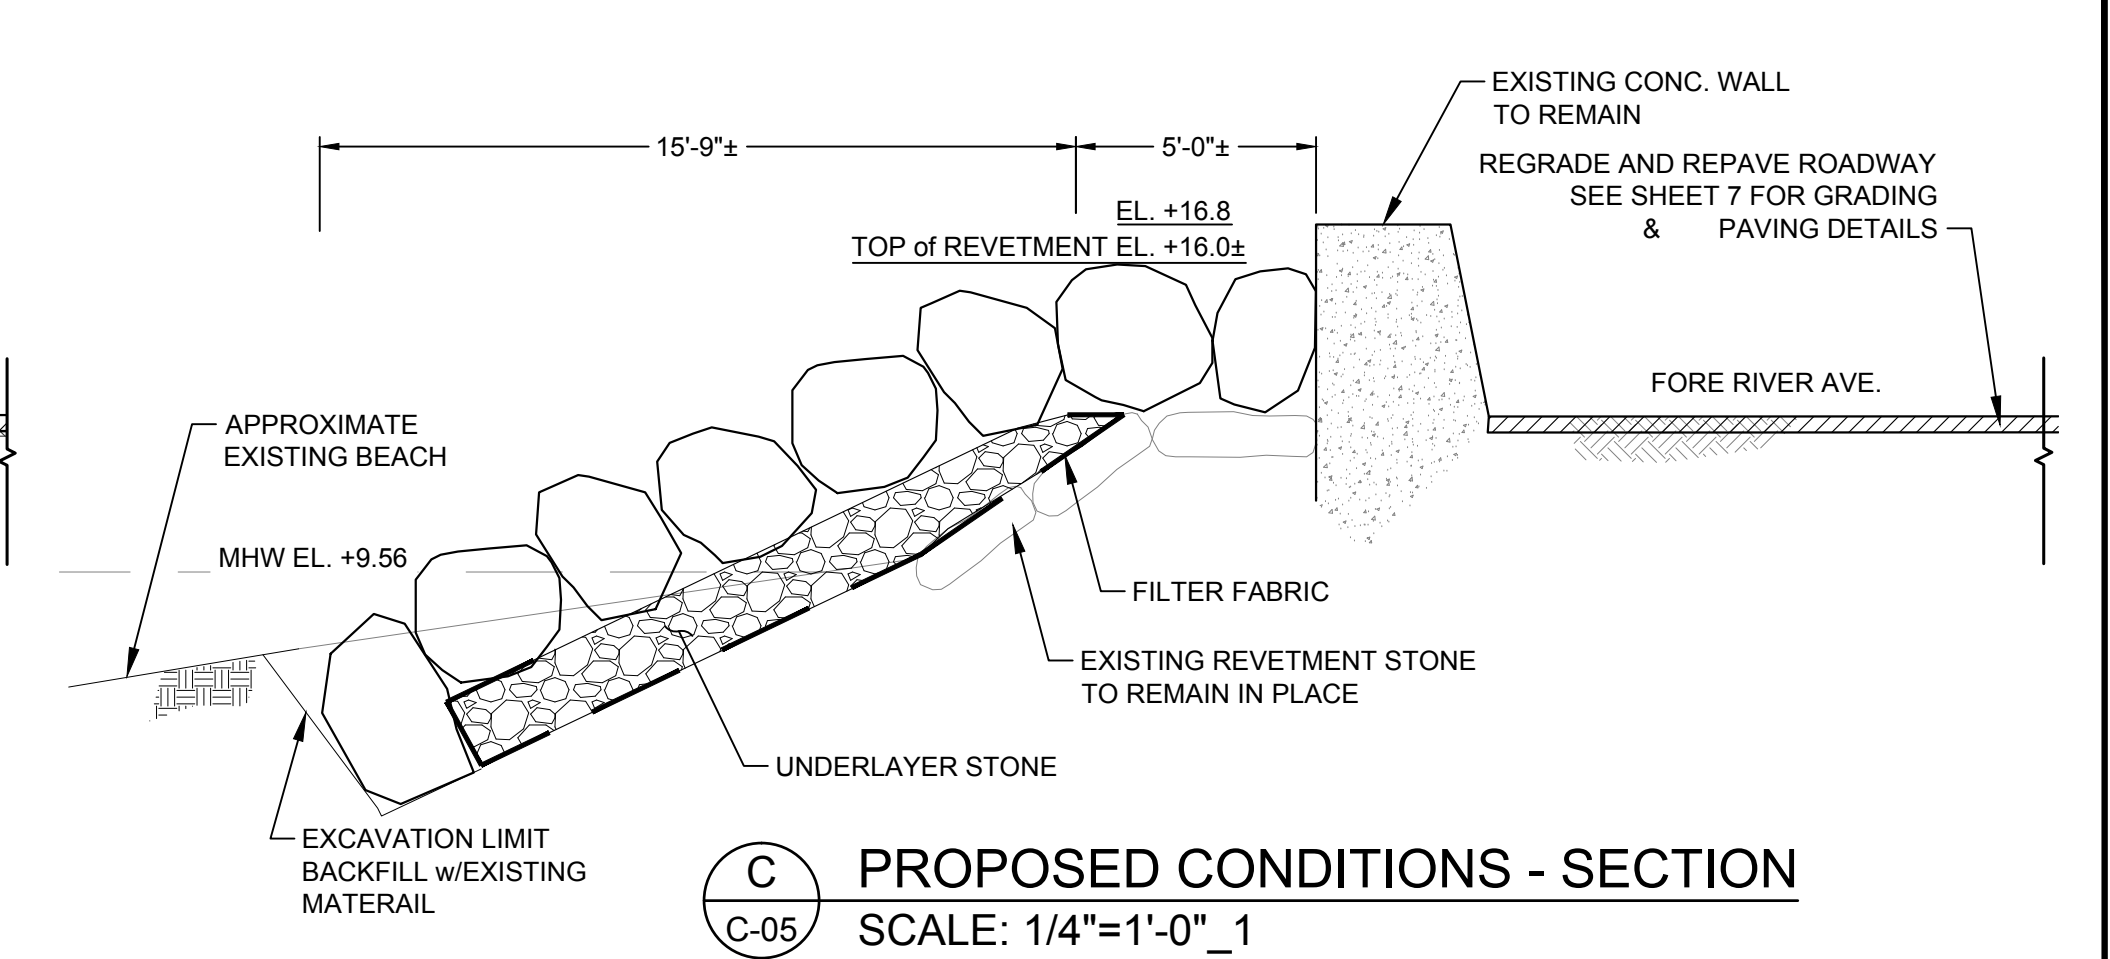 EXISTING CONC. WALL
TO REMAIN
15'-9"±
5'-0"±
REGRADE AND REPAVE ROADWAY
SEE SHEET 7 FOR GRADING
& PAVING DETAILS
EL. +16.8
TOP of REVETMENT EL. +16.0±
FORE RIVER AVE.
APPROXIMATE
EXISTING BEACH
MHW EL. +9.56
FILTER FABRIC
EXISTING REVETMENT STONE
TO REMAIN IN PLACE
UNDERLAYER STONE
EXCAVATION LIMIT
BACKFILL w/EXISTING
MATERAIL
C
C-05
PROPOSED CONDITIONS - SECTION
SCALE: 1/4"=1'-0"_1